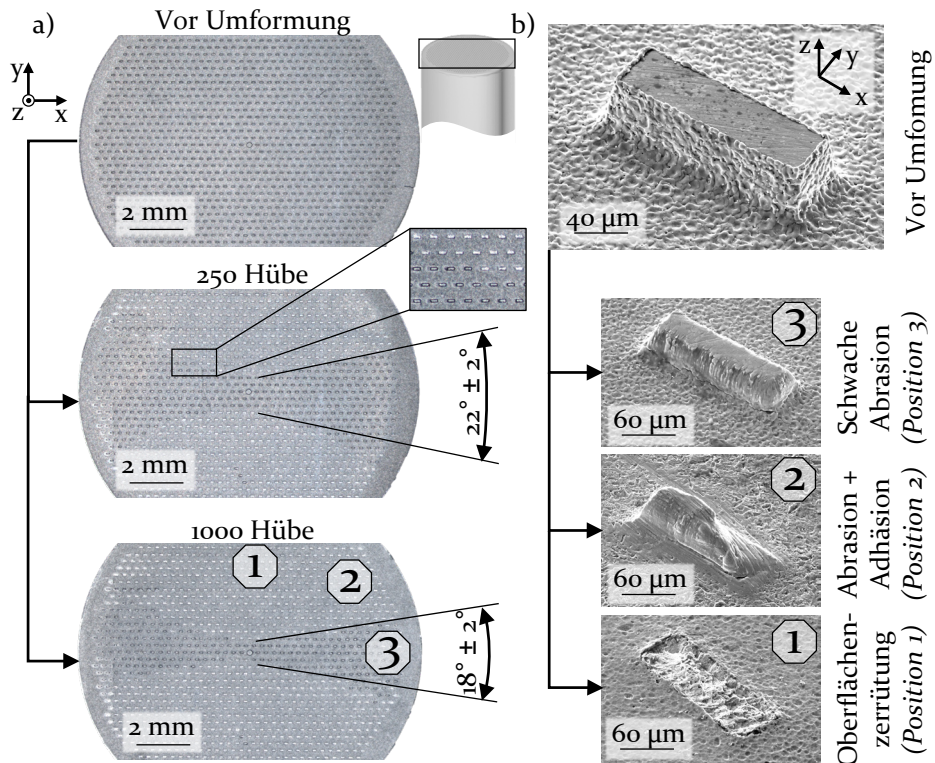 a)
Vor Umformung
y
z
x
2 mm
250 Hübe
22° ± 2°
2 mm
1000 Hübe
1
2
3
18° ± 2°
2 mm
b)
z
y
x
40 µm
Vor Umfomung
3
60 µm
Schwache
Abrasion
(Position 3)
2
60 µm
Abrasion +
Adhäsion
(Position 2)
1
60 µm
Oberflächen-
zerrütung
(Position 1)